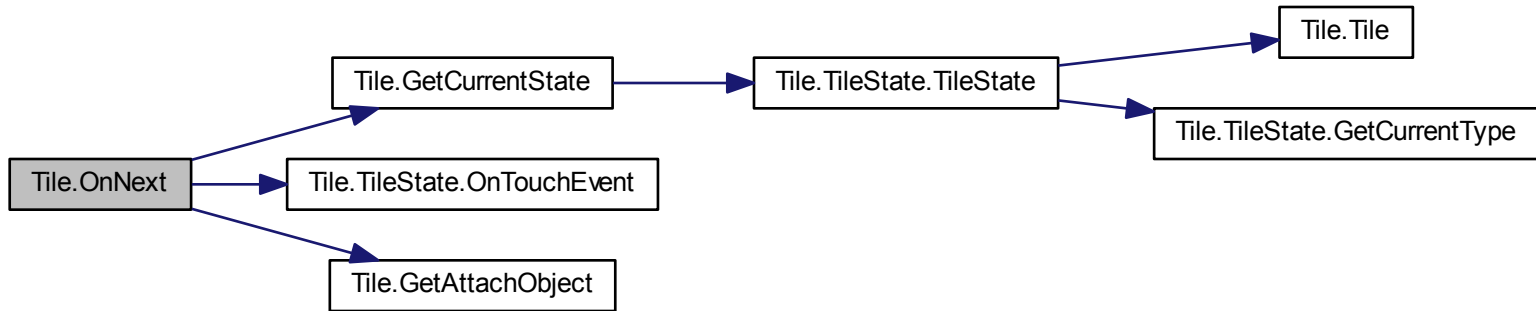 Tile.OnNext
Tile.GetCurrentState
Tile.TileState.OnTouchEvent
Tile.GetAttachObject
Tile.TileState.TileState
Tile.Tile
Tile.TileState.GetCurrentType